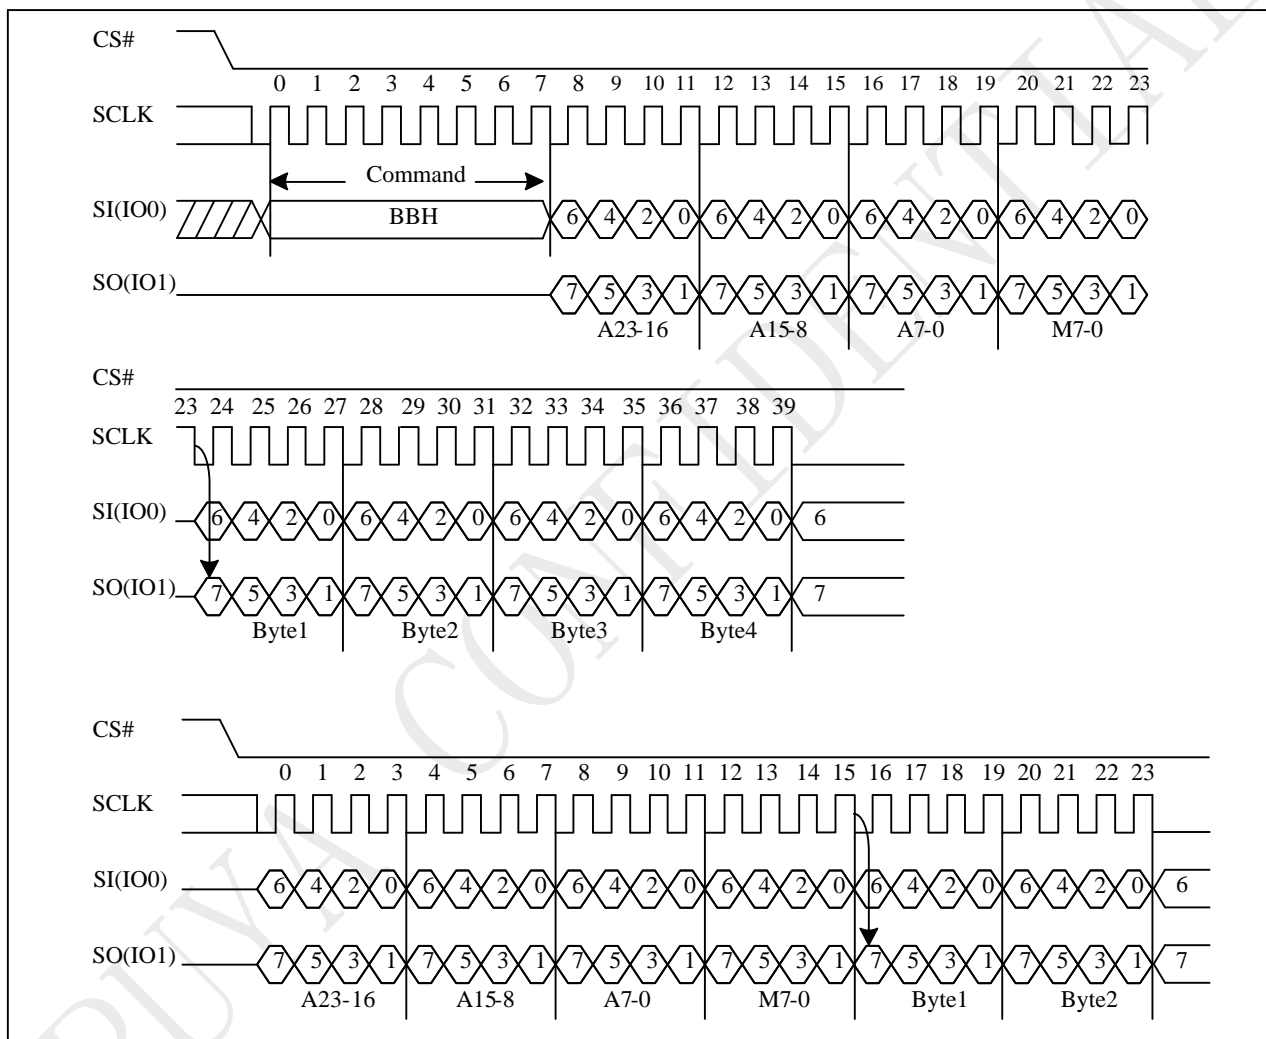 CS#
0 1 2 3 4 5 6 7 8 9 10 11 12 13 14 15 16 17 18 19 20 21 22 23
SCLK
Command
SI(IO0) BBH 6 4 2 0 6 4 2 0 6 4 2 0 6 4 2 0
SO(IO1) 7 5 3 1 7 5 3 1 7 5 3 1 7 5 3 1
A23-16 A15-8 A7-0 M7-0
CS#
23 24 25 26 27 28 29 30 31 32 33 34 35 36 37 38 39
SCLK
SI(IO0) 6 4 2 0 6 4 2 0 6 4 2 0 6 4 2 0 6
SO(IO1) 7 5 3 1 7 5 3 1 7 5 3 1 7 5 3 1 7
Byte1 Byte2 Byte3 Byte4
CS#
0 1 2 3 4 5 6 7 8 9 10 11 12 13 14 15 16 17 18 19 20 21 22 23
SCLK
SI(IO0) 6 4 2 0 6 4 2 0 6 4 2 0 6 4 2 0 6 4 2 0 6 4 2 0 6
SO(IO1) 7 5 3 1 7 5 3 1 7 5 3 1 7 5 3 1 7 5 3 1 7 5 3 1 7
A23-16 A15-8 A7-0 M7-0 Byte1 Byte2
PUYA CONFIDENTIAL